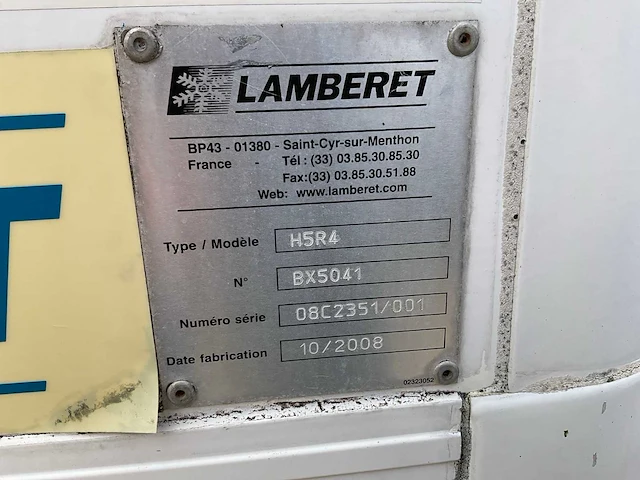 LAMBERET
BP43 - 01380 - Saint-Cyr-sur-Menthon
France - Tél : (33) 03.85.30.85.30
Fax:(33) 03.85.30.51.88
Web: www.lamberet.com
Type / Modèle H5R4
N° BX5041
Numéro série 08C2351/001
Date fabrication 10/2008
02323052